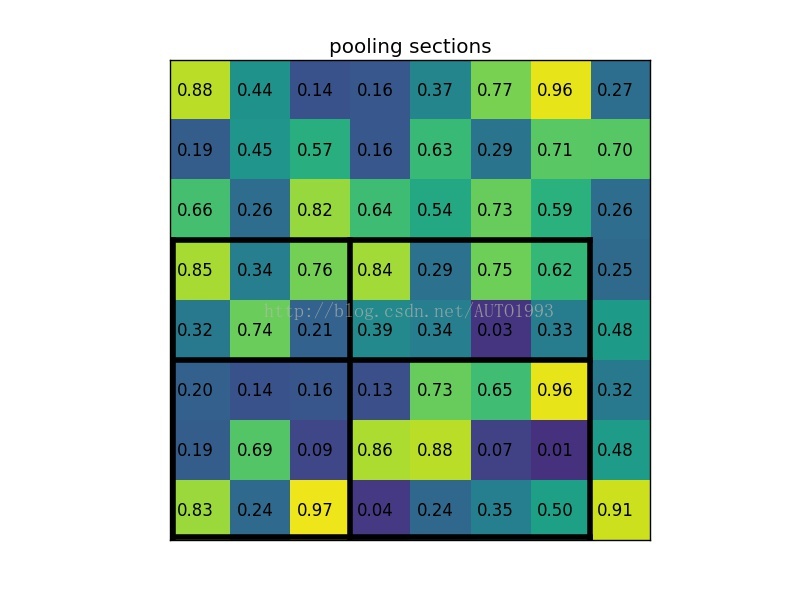 pooling sections
0.88 0.44 0.14 0.16 0.37 0.77 0.96 0.27
0.19 0.45 0.57 0.16 0.63 0.29 0.71 0.70
0.66 0.26 0.82 0.64 0.54 0.73 0.59 0.26
0.85 0.34 0.76 0.84 0.29 0.75 0.62 0.25
http://blog.csdn.net/AUTO1993
0.32 0.74 0.21 0.39 0.34 0.03 0.33 0.48
0.20 0.14 0.16 0.13 0.73 0.65 0.96 0.32
0.19 0.69 0.09 0.86 0.88 0.07 0.01 0.48
0.83 0.24 0.97 0.04 0.24 0.35 0.50 0.91